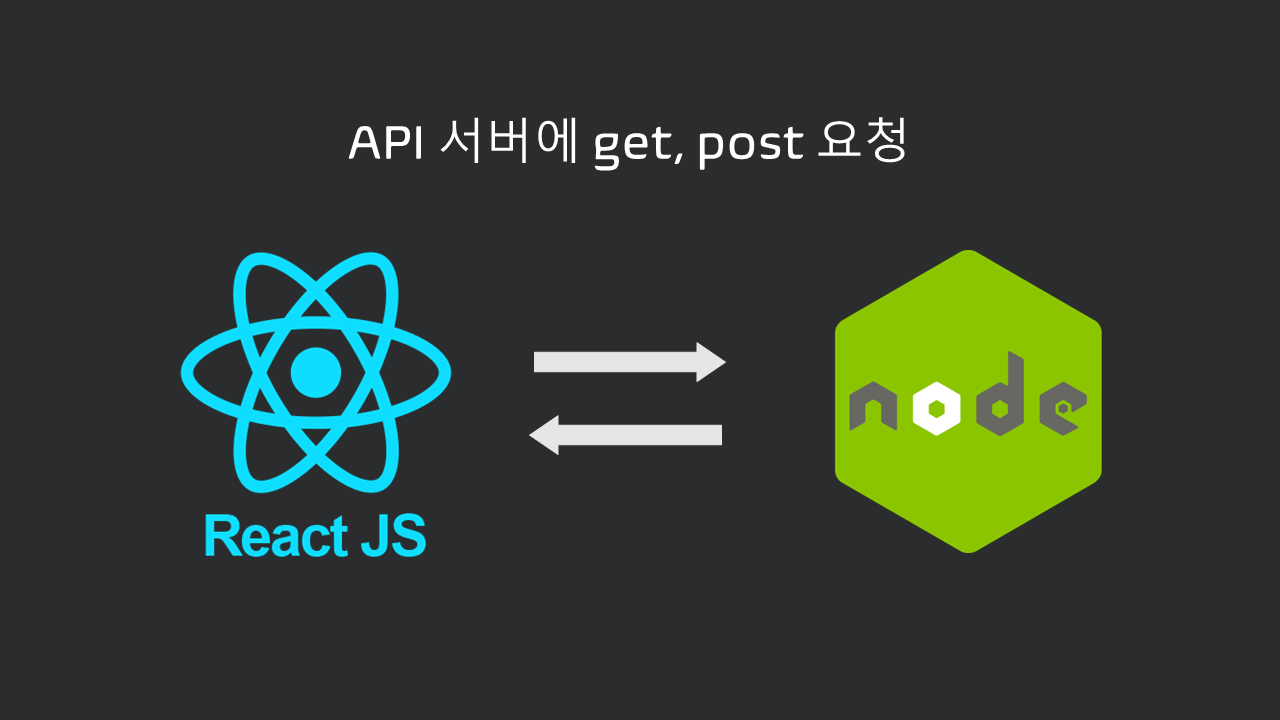 API 서버에 get, post 요청
node
React JS